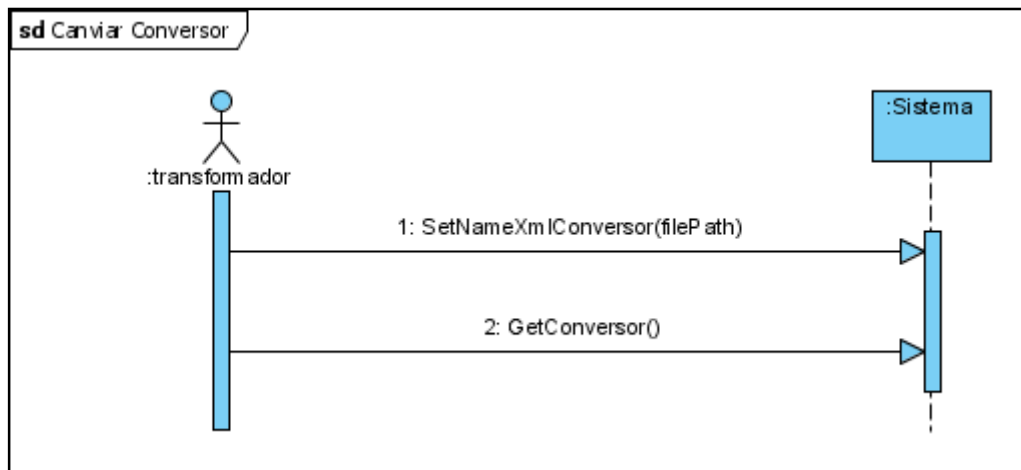 sd Canviar Conversor
:Sistema
:transformador
1: SetNameXmlConversor(filePath)
2: GetConversor()